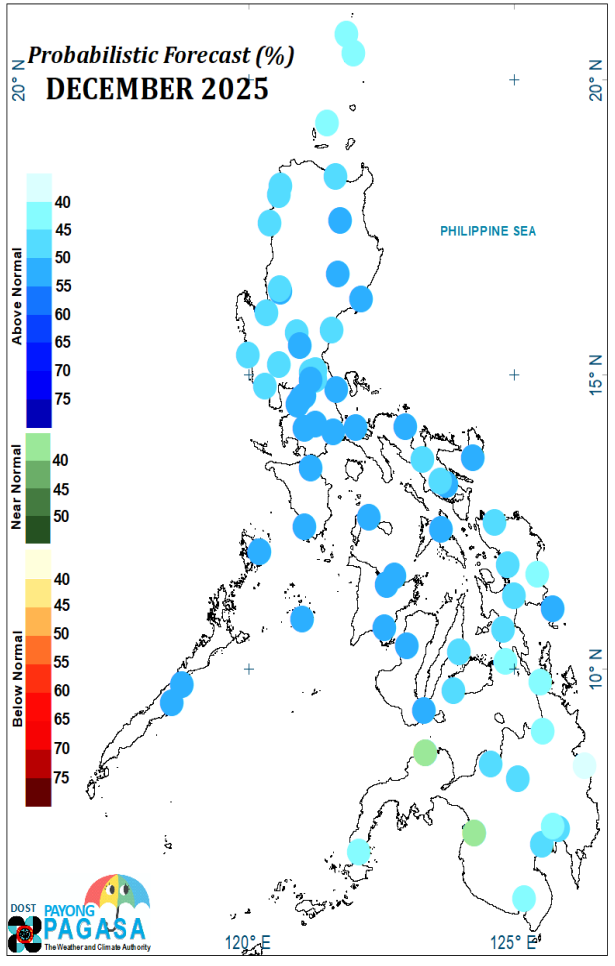 Probabilistic Forecast (%)
DECEMBER 2025
20° N
20° N
PHILIPPINE SEA
Above Normal
40
45
50
55
60
65
70
75
Near Normal
40
45
50
Below Normal
40
45
50
55
60
65
70
75
15° N
10° N
DOST
PAYONG
PAGASA
The Weather and Climate Authority
120° E
125° E